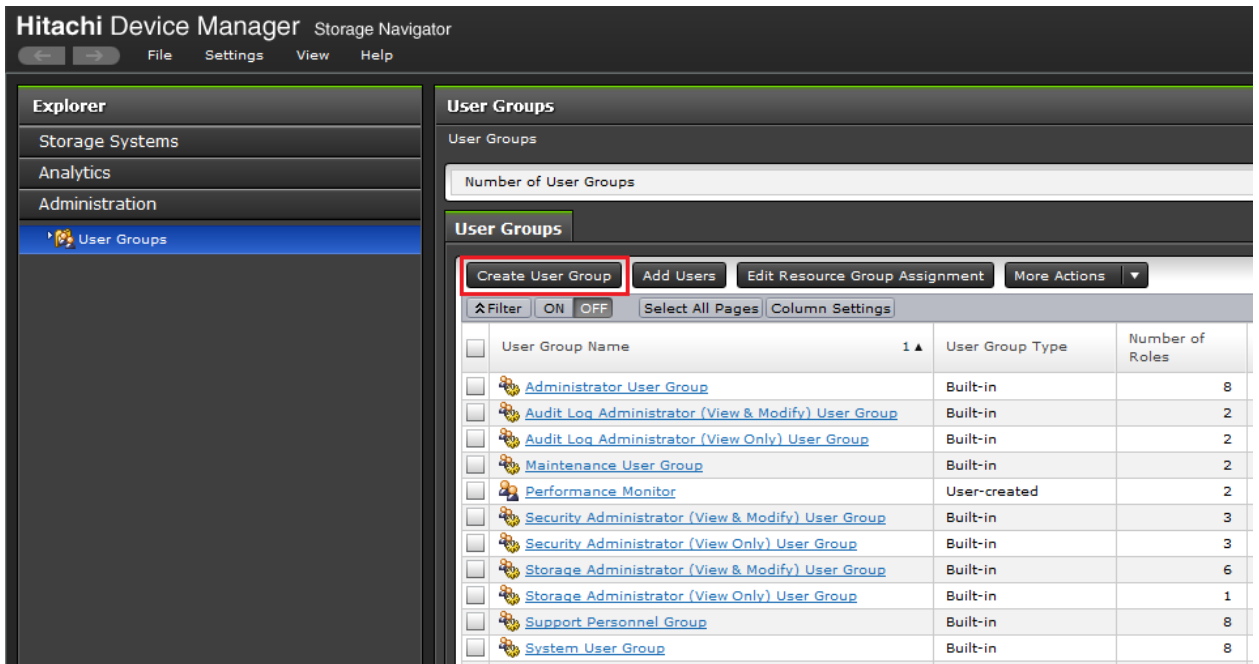 Hitachi Device Manager Storage Navigator
File Settings View Help
Explorer
Storage Systems
Analytics
Administration
User Groups
User Groups
User Groups
Number of User Groups
User Groups
Create User Group Add Users Edit Resource Group Assignment More Actions
Filter ON OFF Select All Pages Column Settings
User Group Name 1 User Group Type Number of
Roles
Administrator User Group Built-in 8
Audit Log Administrator (View & Modify) User Group Built-in 2
Audit Log Administrator (View Only) User Group Built-in 2
Maintenance User Group Built-in 2
Performance Monitor User-created 2
Security Administrator (View & Modify) User Group Built-in 3
Security Administrator (View Only) User Group Built-in 3
Storage Administrator (View & Modify) User Group Built-in 6
Storage Administrator (View Only) User Group Built-in 1
Support Personnel Group Built-in 8
System User Group Built-in 8